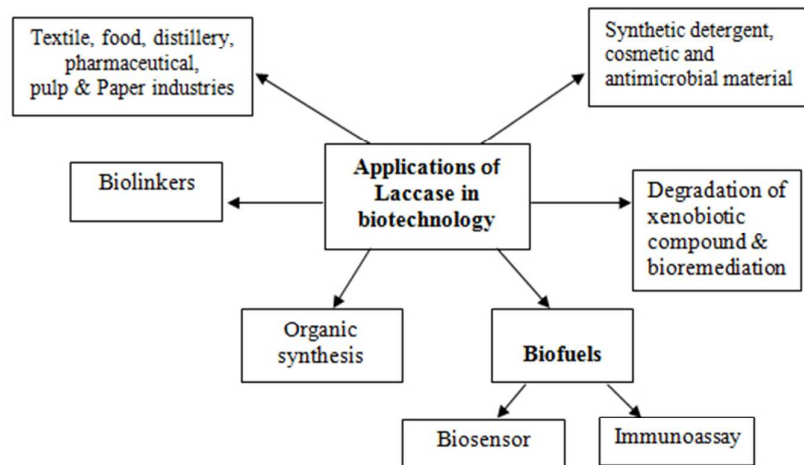 Textile, food, distillery,
pharmaceutical,
pulp & Paper industries
Synthetic detergent,
cosmetic and
antimicrobial material
Applications of
Laccase in
biotechnology
Biolinkers
Degradation of
xenobiotic
compound &
bioremediation
Organic
synthesis
Biofuels
Biosensor
Immunoassay